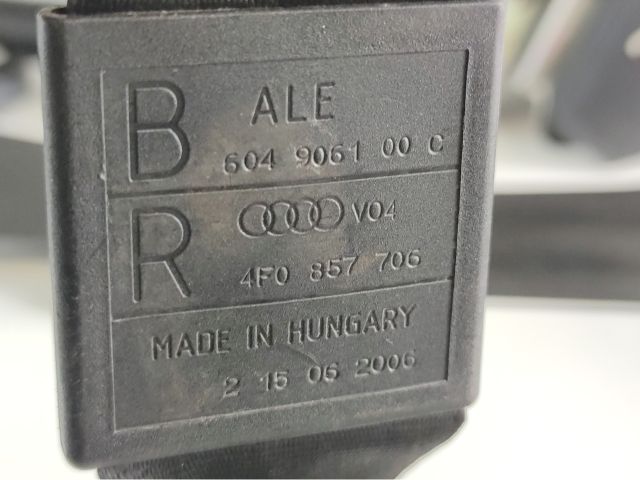 B ALE
604 9061 00 C
R V04
4F0 857 706
MADE IN HUNGARY
2 15 06 2006